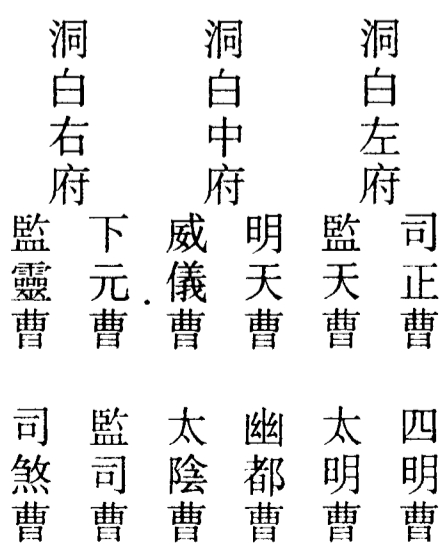 洞白左府
司正曹　四明曹
監天曹　太明曹
洞白中府
明天曹　幽都曹
威儀曹　太陰曹
洞白右府
下元曹　監司曹
監靈曹　司煞曹